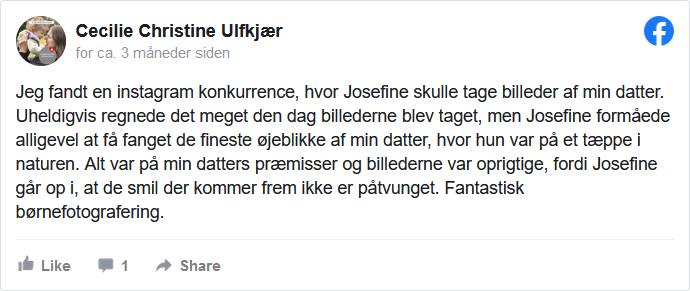 Cecilie Christine Ulfkjær
for ca. 3 måneder siden
Jeg fandt en instagram konkurrence, hvor Josefine skulle tage billeder af min datter.
Uheldigvis regnede det meget den dag billederne blev taget, men Josefine formåede
alligevel at få fanget de fineste øjeblikke af min datter, hvor hun var på et tæppe i
naturen. Alt var på min datters præmisser og billederne var oprigtige, fordi Josefine
går op i, at de smil der kommer frem ikke er påtvunget. Fantastisk
børnefotografering.
Like 1 Share